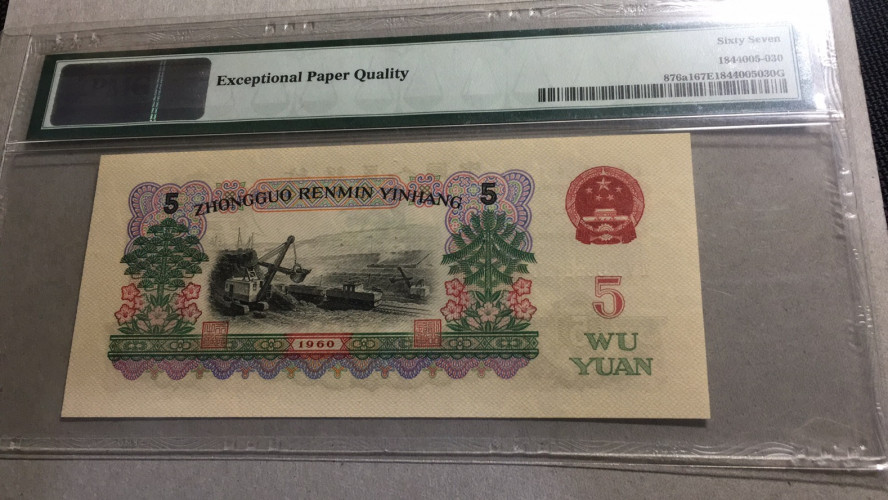 Exceptional Paper Quality
Sixty Seven
1844005-030
876a167E1844005030G
5
ZHONGGUO RENMIN YINHANG
5
1960
5
WU
YUAN